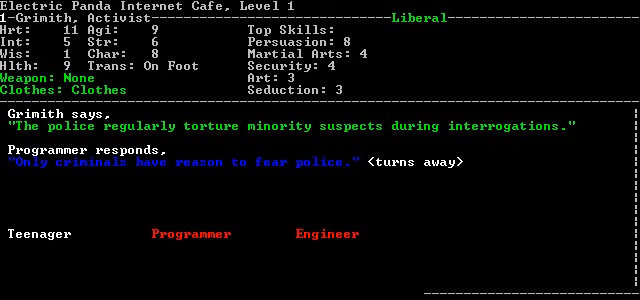 Electric Panda Internet Cafe, Level 1
1-Grimith, Activist Liberal
Hrt: 11 Agi: 9 Top Skills:
Int: 5 Str: 6 Persuasion: 8
Wis: 1 Char: 8 Martial Arts: 4
Hlth: 9 Trans: On Foot Security: 4
Weapon: None Art: 3
Clothes: Clothes Seduction: 3
Grimith says,
"The police regularly torture minority suspects during interrogations."
Programmer responds,
"Only criminals have reason to fear police." <turns away>
Teenager Programmer Engineer